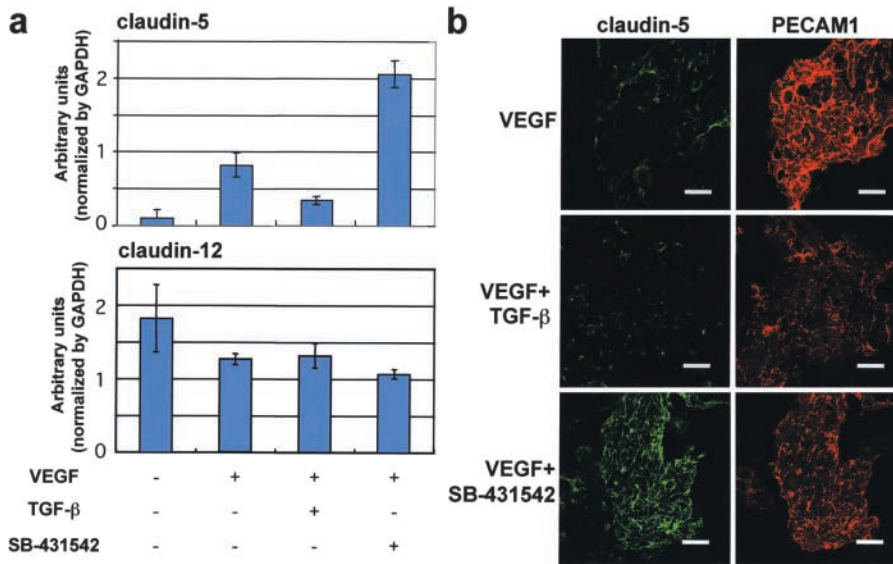 a
claudin-5
Arbitrary units
(normalized by GAPDH)
2
1
0
claudin-12
Arbitrary units
(normalized by GAPDH)
2
1
0
VEGF - + + +
TGF-β - - + -
SB-431542 - - - +
b
claudin-5 PECAM1
VEGF
VEGF+
TGF-β
VEGF+
SB-431542